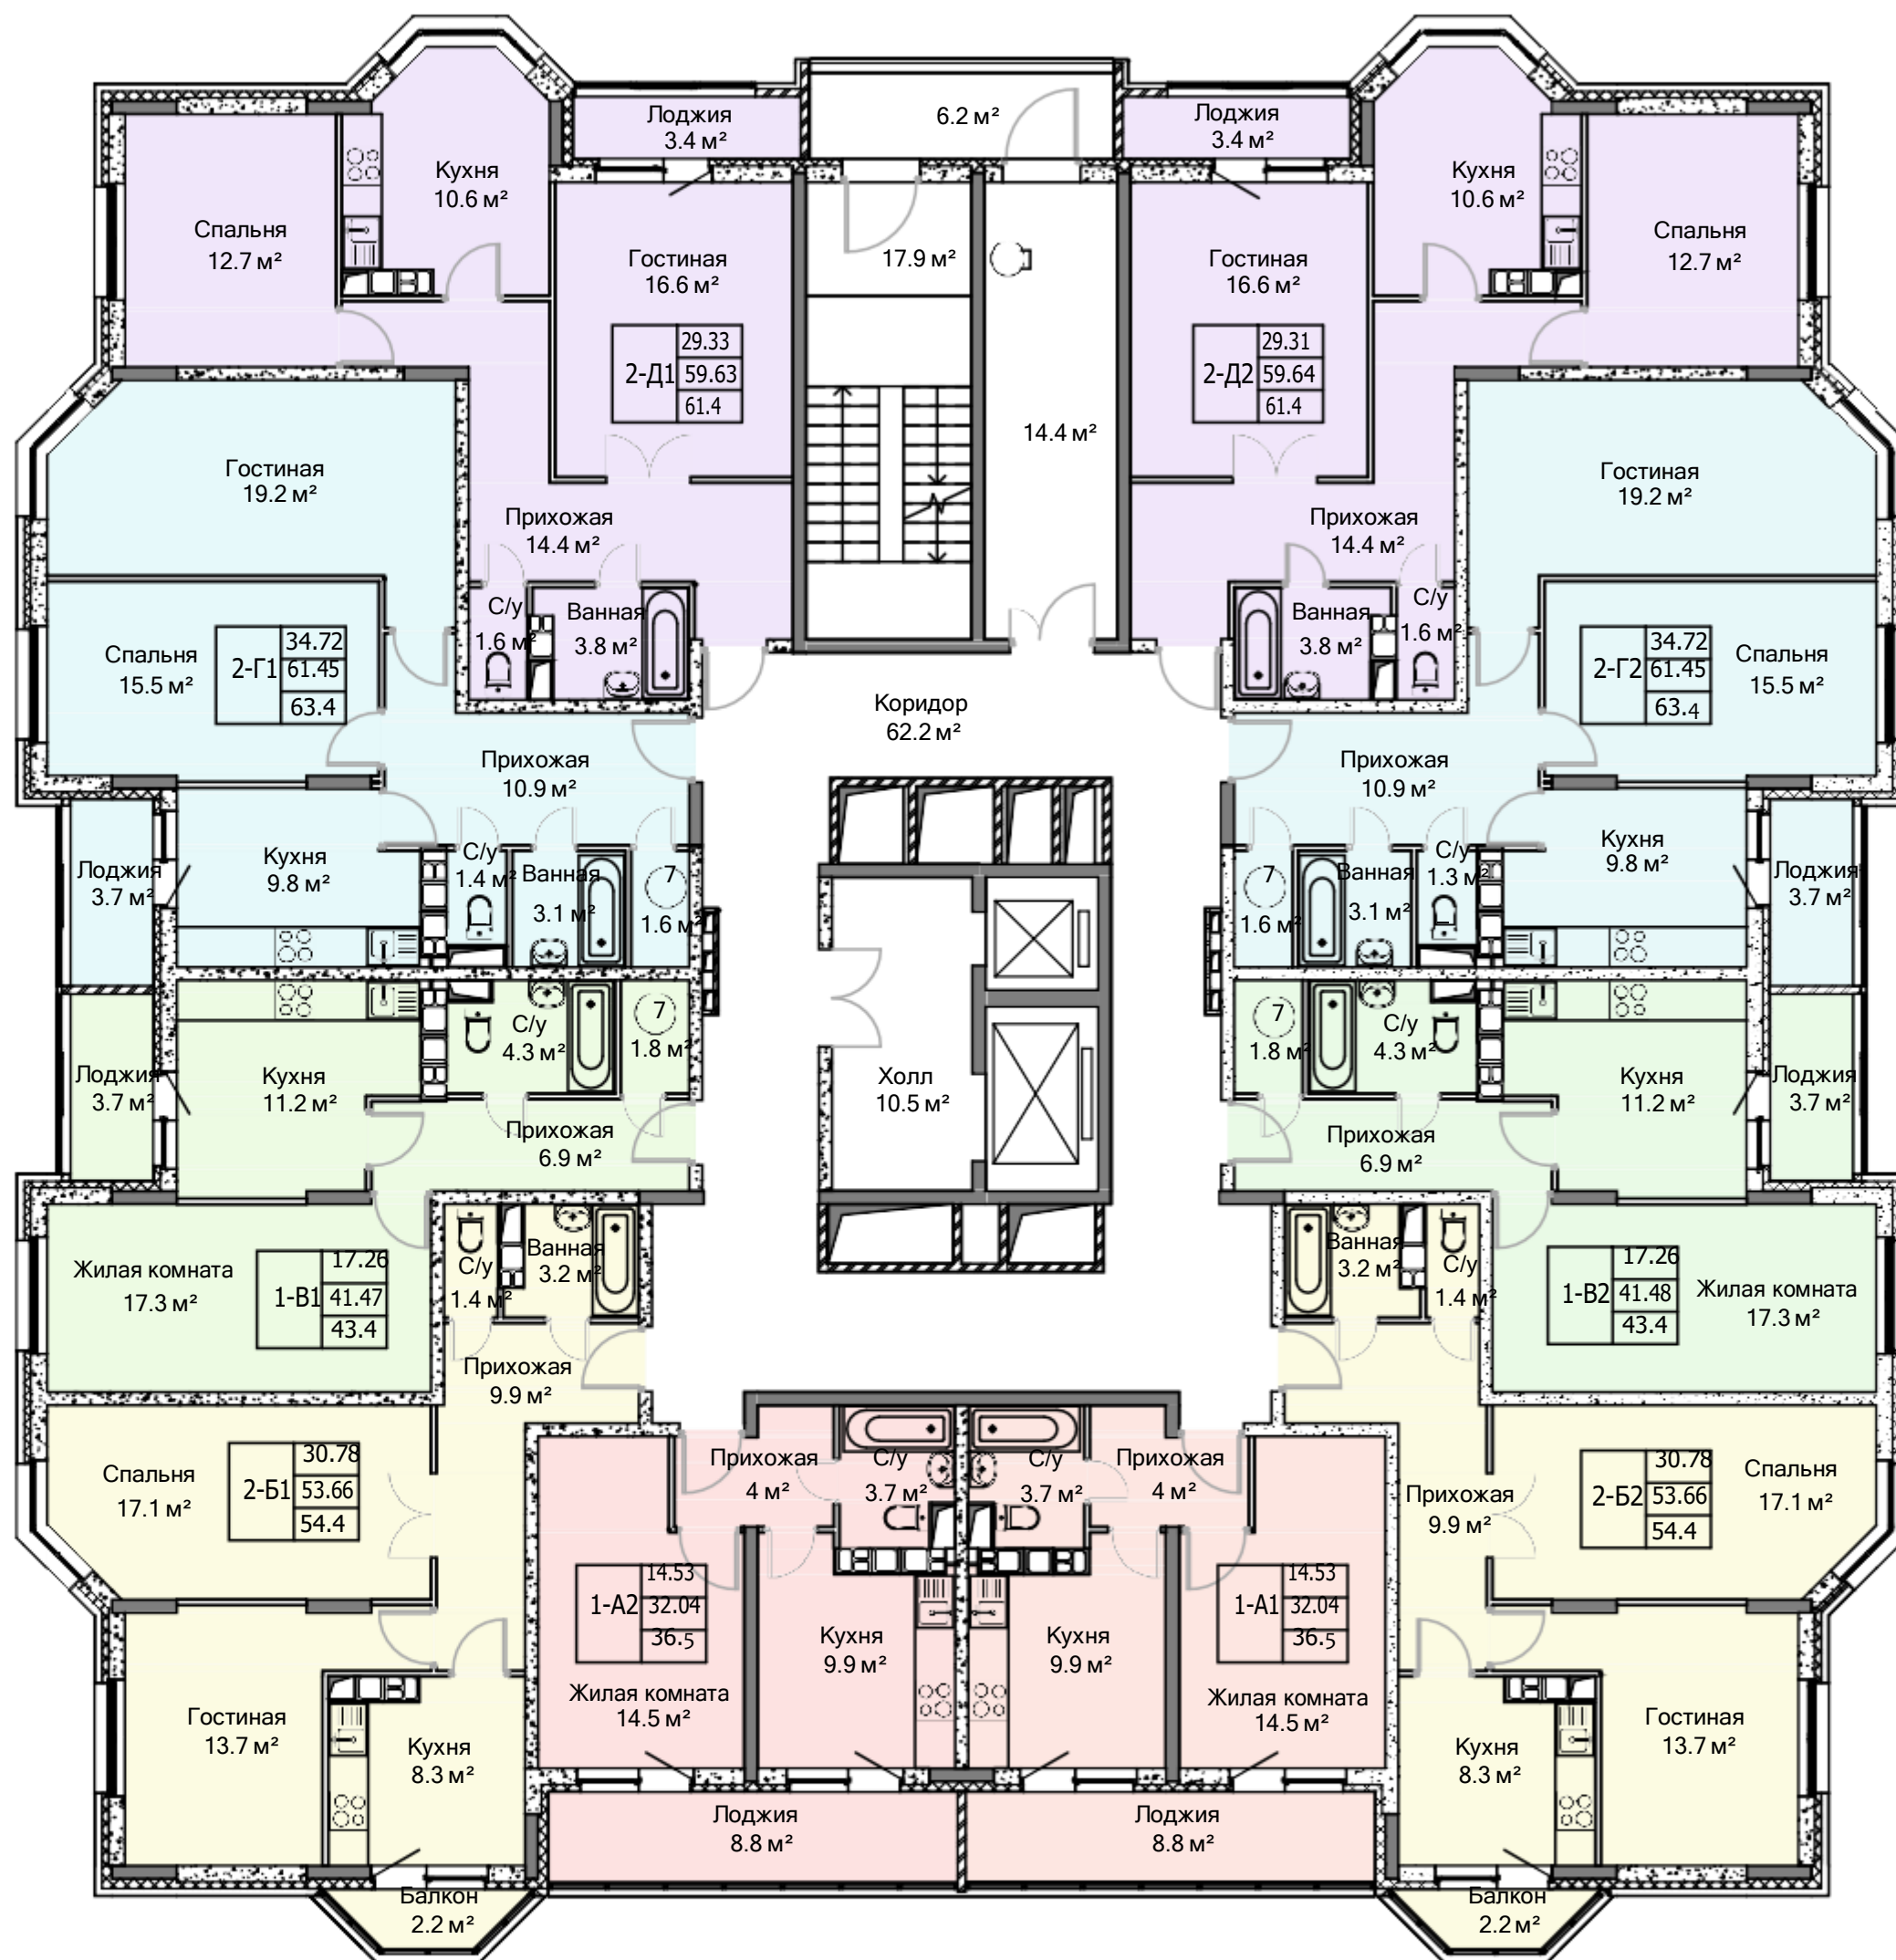 Лоджия
3.4 м²
6.2 м²
Лоджия
3.4 м²
Кухня
10.6 м²
Кухня
10.6 м²
Спальня
12.7 м²
Гостиная
16.6 м²
17.9 м²
Гостиная
16.6 м²
Спальня
12.7 м²
2-Д1
29.33
59.63
61.4
2-Д2
29.31
59.64
61.4
14.4 м²
Гостиная
19.2 м²
Гостиная
19.2 м²
Прихожая
14.4 м²
Прихожая
14.4 м²
С/у
1.6 м²
Ванная
3.8 м²
Ванная
3.8 м²
С/у
1.6 м²
Спальня
15.5 м²
2-Г1
34.72
61.45
63.4
2-Г2
34.72
61.45
63.4
Спальня
15.5 м²
Коридор
62.2 м²
Прихожая
10.9 м²
Прихожая
10.9 м²
Лоджия
3.7 м²
Кухня
9.8 м²
С/у
1.4 м²
Ванная
3.1 м²
7
1.6 м²
7
1.6 м²
Ванная
3.1 м²
С/у
1.3 м²
Кухня
9.8 м²
Лоджия
3.7 м²
Лоджия
3.7 м²
Кухня
11.2 м²
С/у
4.3 м²
7
1.8 м²
Холл
10.5 м²
7
1.8 м²
С/у
4.3 м²
Кухня
11.2 м²
Лоджия
3.7 м²
Прихожая
6.9 м²
Прихожая
6.9 м²
Жилая комната
17.3 м²
1-В1
17.26
41.47
43.4
С/у
1.4 м²
Ванная
3.2 м²
Ванная
3.2 м²
С/у
1.4 м²
1-В2
17.26
41.48
43.4
Жилая комната
17.3 м²
Прихожая
9.9 м²
Спальня
17.1 м²
2-Б1
30.78
53.66
54.4
Прихожая
4 м²
С/у
3.7 м²
С/у
3.7 м²
Прихожая
4 м²
Прихожая
9.9 м²
2-Б2
30.78
53.66
54.4
Спальня
17.1 м²
1-А2
14.53
32.04
36.5
1-А1
14.53
32.04
36.5
Кухня
9.9 м²
Кухня
9.9 м²
Жилая комната
14.5 м²
Жилая комната
14.5 м²
Гостиная
13.7 м²
Кухня
8.3 м²
Кухня
8.3 м²
Гостиная
13.7 м²
Лоджия
8.8 м²
Лоджия
8.8 м²
Балкон
2.2 м²
Балкон
2.2 м²